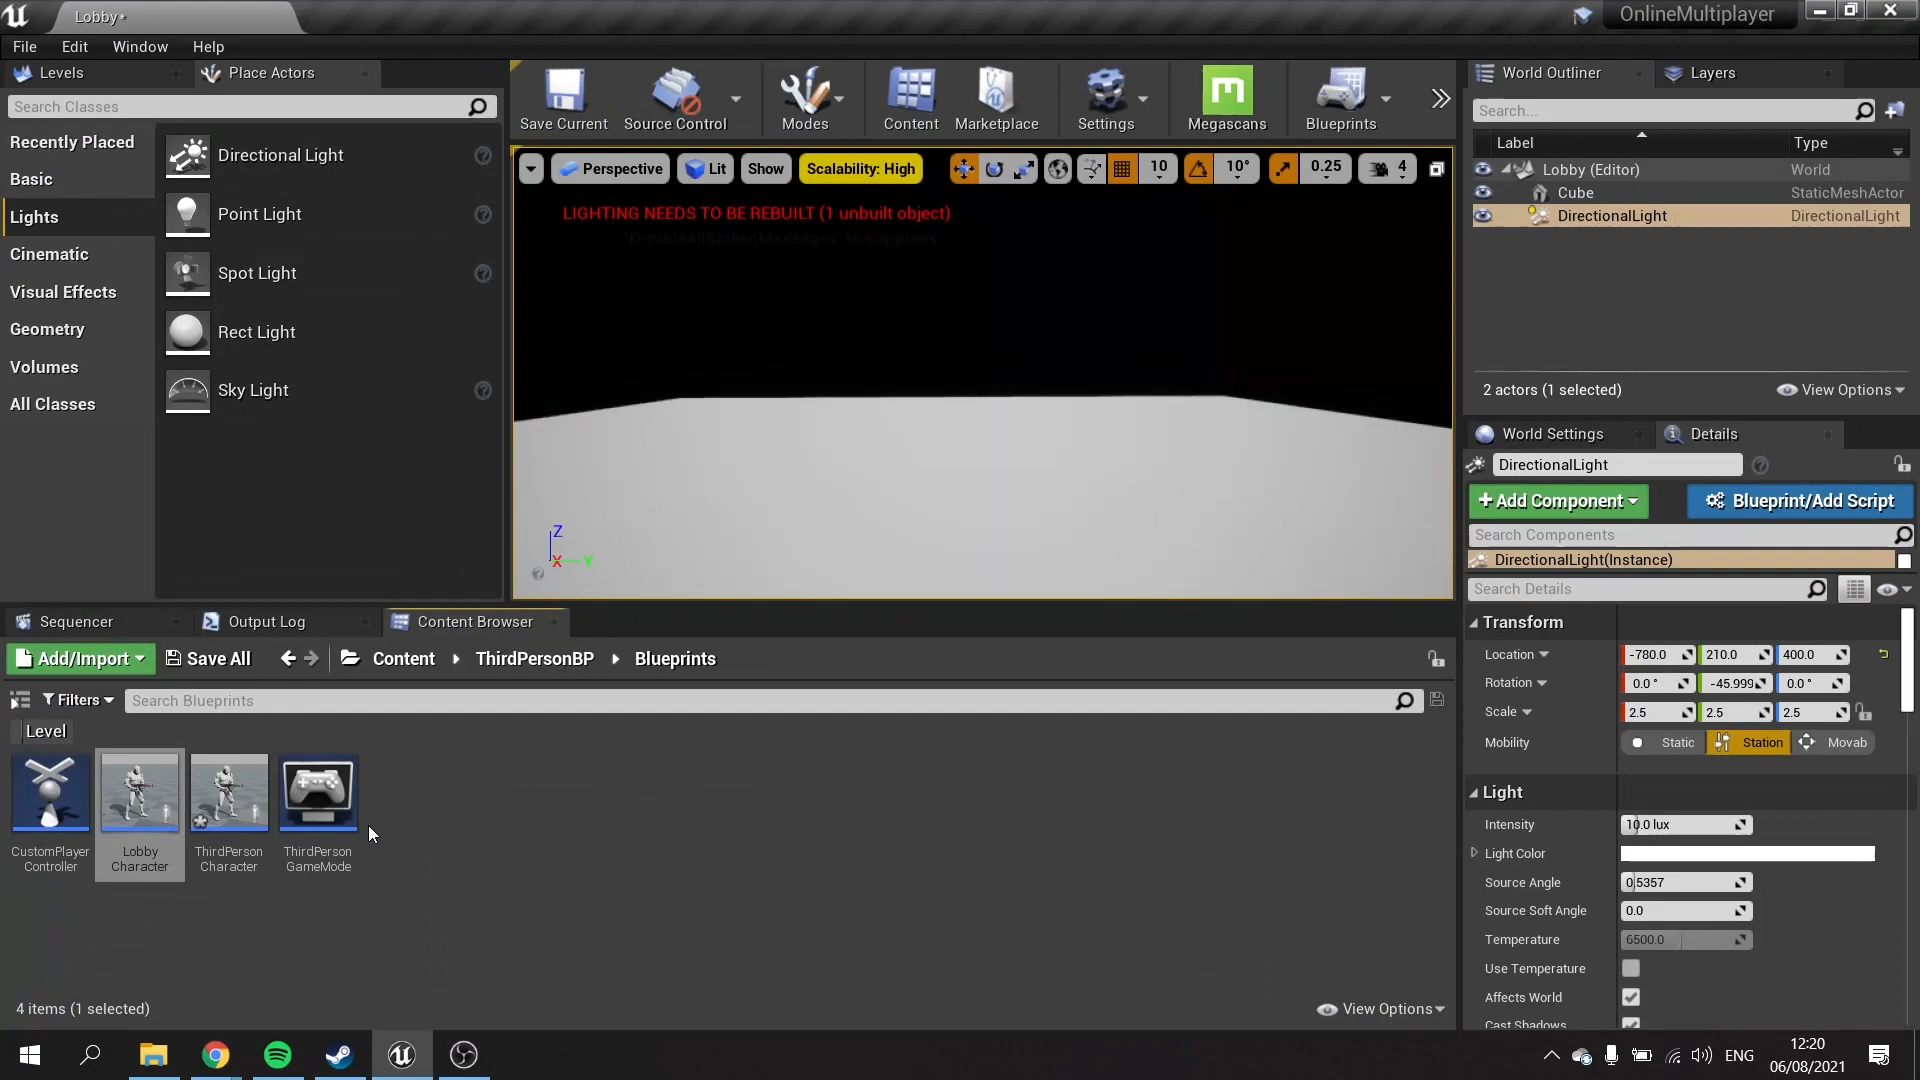 Lobby*
OnlineMultiplayer
File Edit Window Help
Levels
Place Actors
Search Classes
Recently Placed
Basic
Lights
Cinematic
Visual Effects
Geometry
Volumes
All Classes
Directional Light
Point Light
Spot Light
Rect Light
Sky Light
Save Current
Source Control
Modes
Content
Marketplace
Settings
Megascans
Blueprints
Perspective
Lit
Show
Scalability: High
10
10°
0.25
4
LIGHTING NEEDS TO BE REBUILT (1 unbuilt object)
'DisableAllScreenMessages' to suppress
Z
X
Y
World Outliner
Layers
Search...
Label
Type
Lobby (Editor)
World
Cube
StaticMeshActor
DirectionalLight
DirectionalLight
2 actors (1 selected)
View Options
World Settings
Details
DirectionalLight
+Add Component
Blueprint/Add Script
Search Components
DirectionalLight(Instance)
Search Details
Transform
Location
-780.0
210.0
400.0
Rotation
0.0 °
-45.999
0.0 °
Scale
2.5
2.5
2.5
Mobility
Static
Station
Movab
Light
Intensity
10.0 lux
Light Color
Source Angle
0.5357
Source Soft Angle
0.0
Temperature
6500.0
Use Temperature
Affects World
Cast Shadows
Sequencer
Output Log
Content Browser
Add/Import
Save All
Content
ThirdPersonBP
Blueprints
Filters
Search Blueprints
Level
CustomPlayer
Controller
Lobby
Character
ThirdPerson
Character
ThirdPerson
GameMode
4 items (1 selected)
View Options
ENG
12:20
06/08/2021